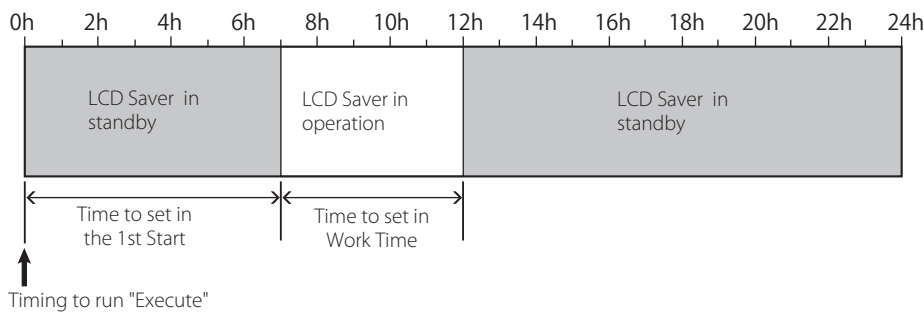 0h 2h 4h 6h 8h 10h 12h 14h 16h 18h 20h 22h 24h
LCD Saver in
standby
LCD Saver in
operation
LCD Saver in
standby
Time to set in
the 1st Start
Time to set in
Work Time
Timing to run "Execute"